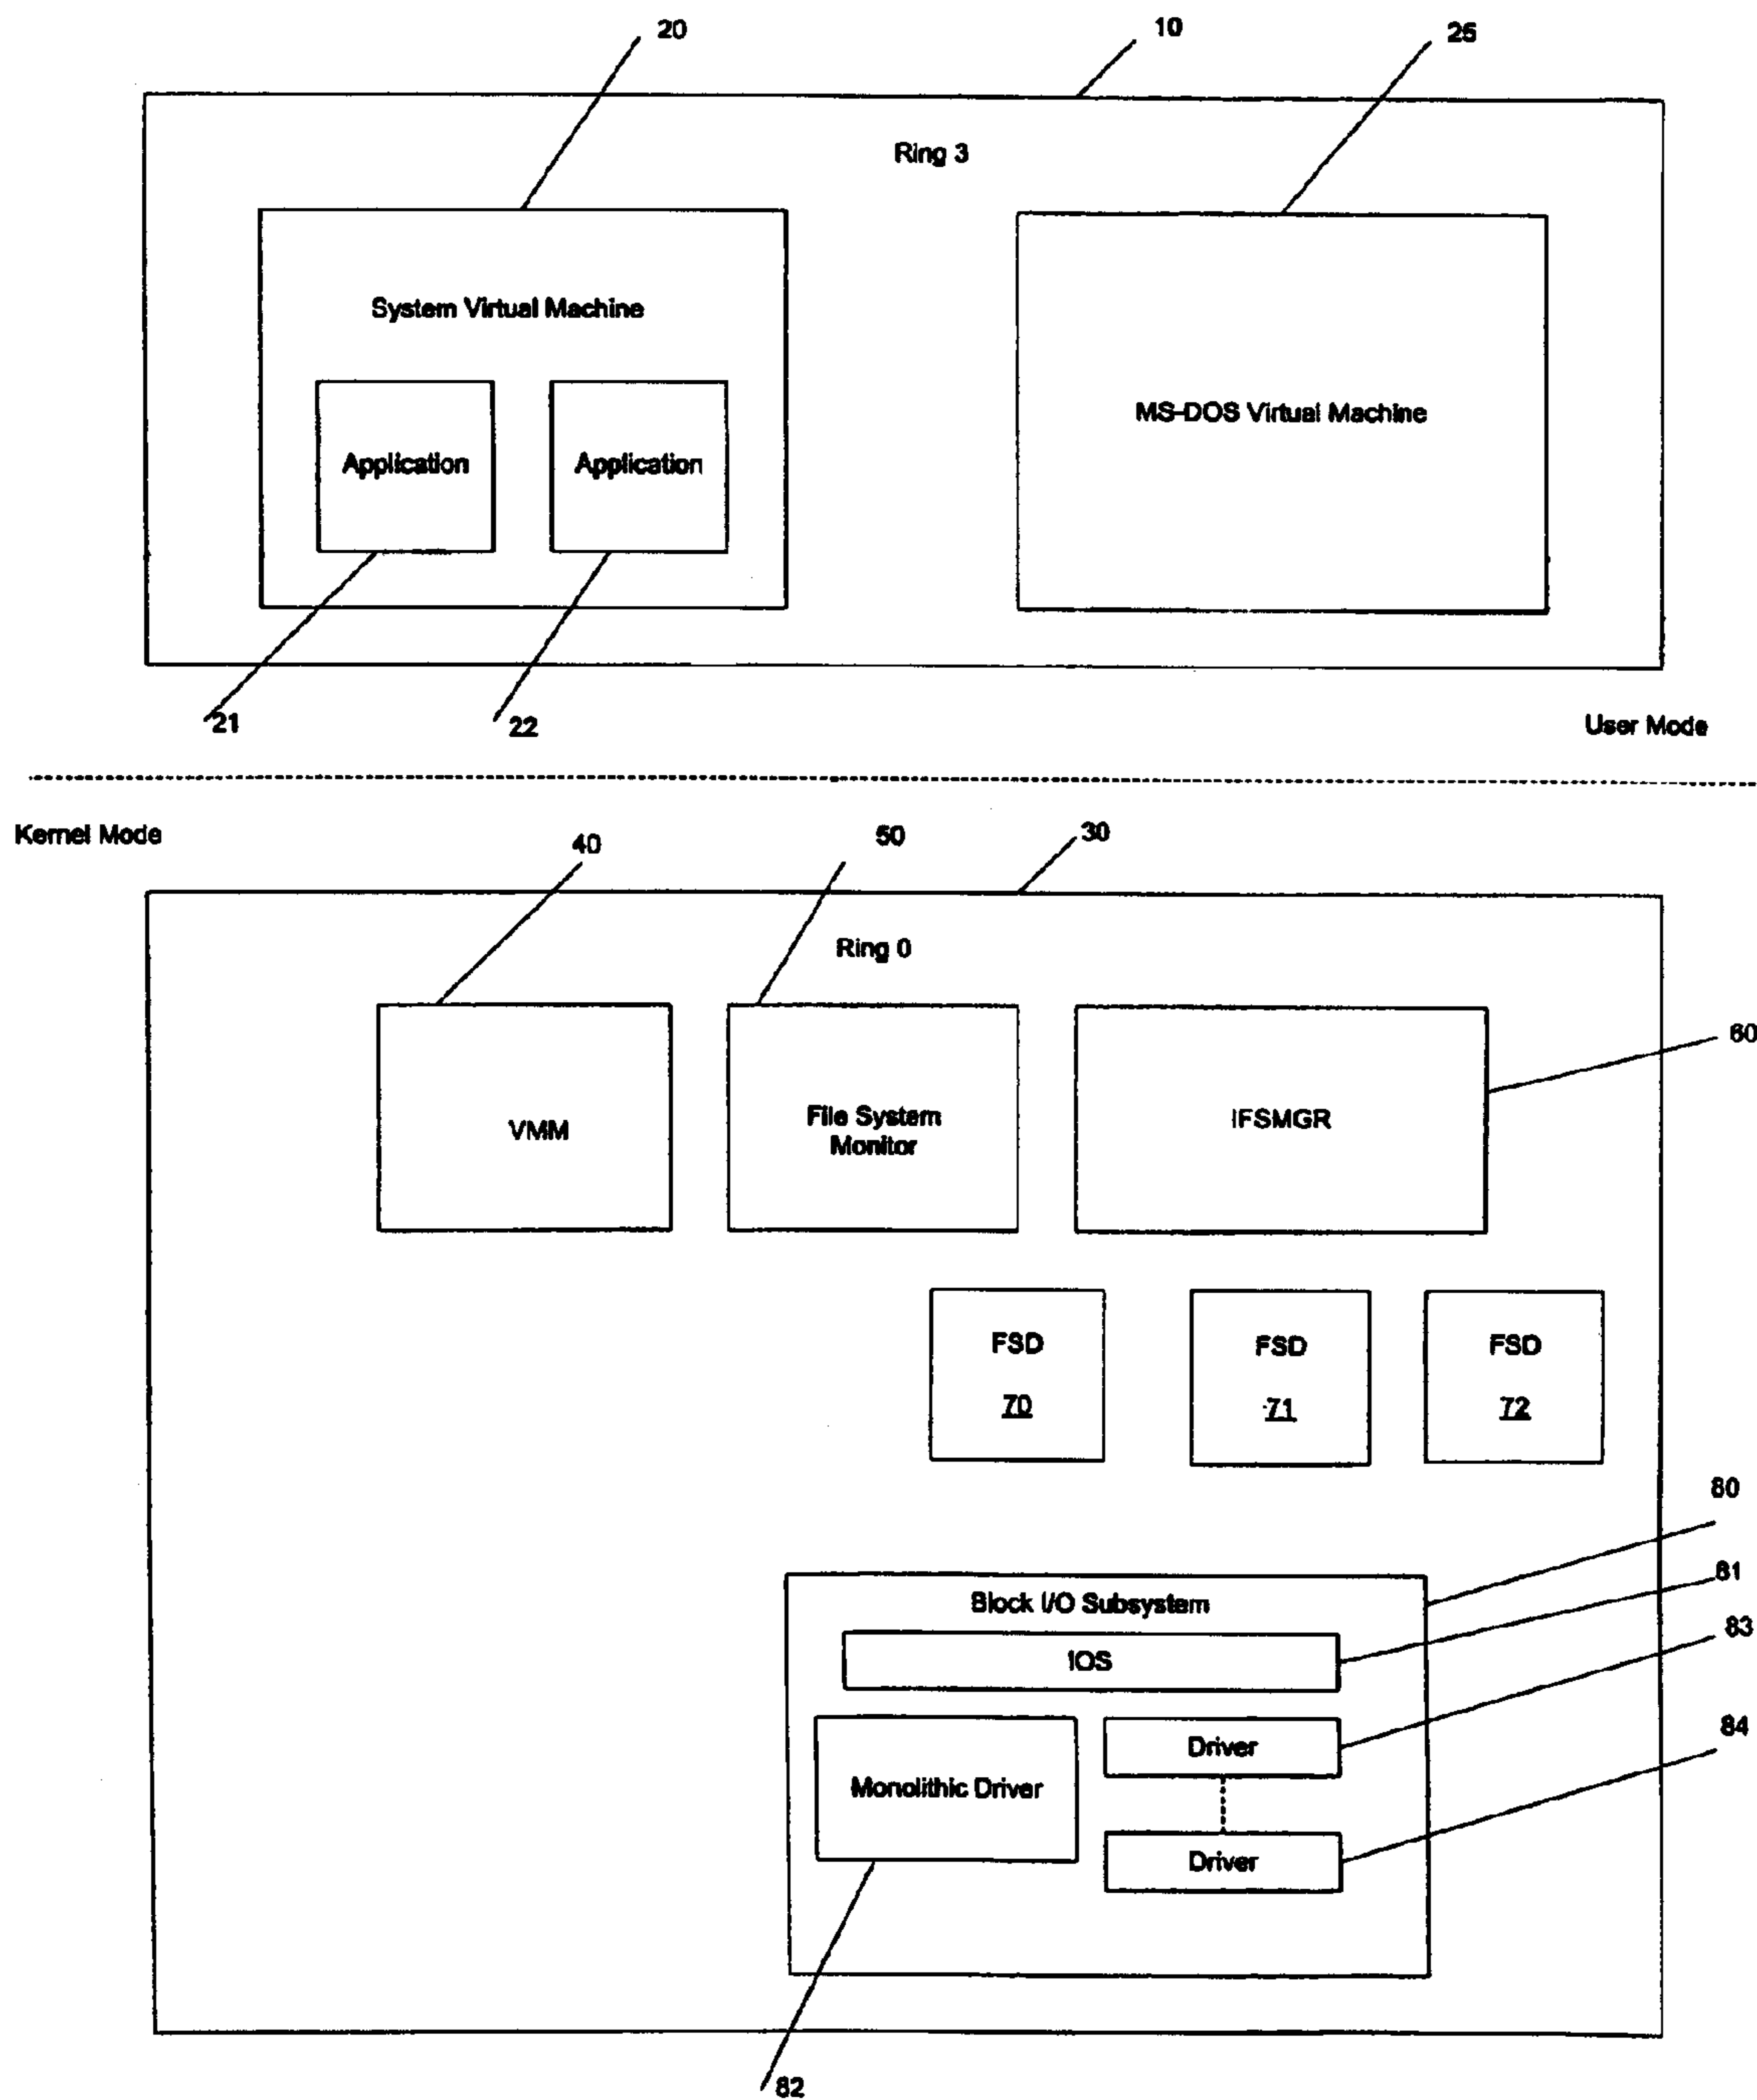 20
10
25
Ring 3
System Virtual Machine
MS-DOS Virtual Machine
Application
Application
21
22
User Mode
Kernel Mode
40
50
30
Ring 0
60
VMM
File System
Monitor
IFSMGR
FSD
70
FSD
71
FSD
72
80
81
Block I/O Subsystem
IOS
83
84
Driver
Monolithic Driver
Driver
82